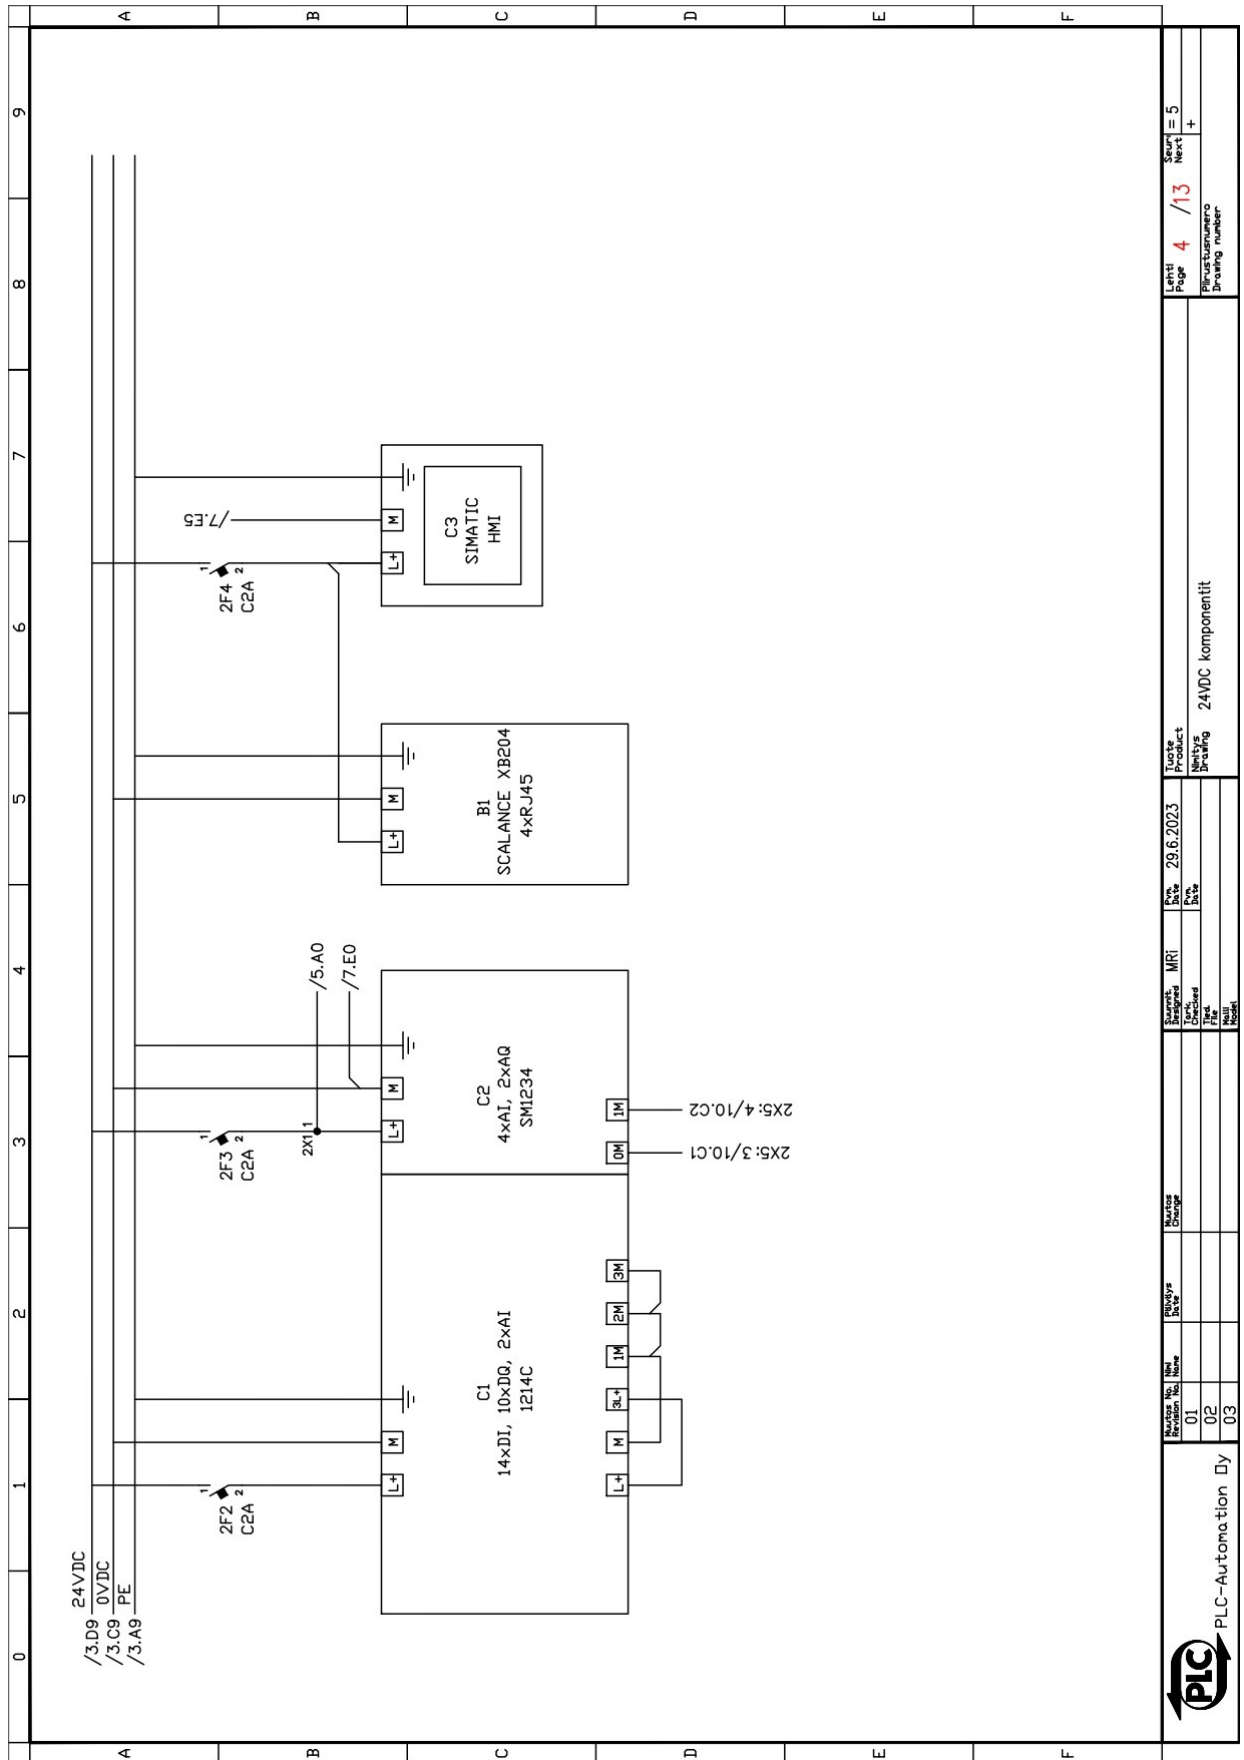 0 1 2 3 4 5 6 7 8 9
A
B
C
D
E
F
A
B
C
D
E
F
/3.D9 24VDC
/3.C9 0VDC
/3.A9 PE
2F2
C2A
1
2
2F3
C2A
1
2
2X1 1
/5.A0
/7.E0
2F4
C2A
1
2
/7.E5
L+ M
C1
14xDI, 10xDQ, 2xAI
1214C
L+ M 3L+ 1M 2M 3M
L+ M
C2
4xAI, 2xAQ
SM1234
0M 1M
2X5:3/10.C1
2X5:4/10.C2
L+ M
B1
SCALANCE XB204
4xRJ45
L+ M
C3
SIMATIC
HMI
PLC
PLC-Automation Oy
Muutos No. Nimi Päiväys Muutos
Revision No. Name Date Change
01
02
03
Suunnit. Pvm.
Designed MRi Date 29.6.2023
Tark. Pvm.
Checked Date
Tied.
File
Malli
Model
Tuote
Product
Nimitys
Drawing 24VDC komponentit
Lehti Seur
Page 4 /13 Next = 5
+
Piirustusnumero
Drawing number